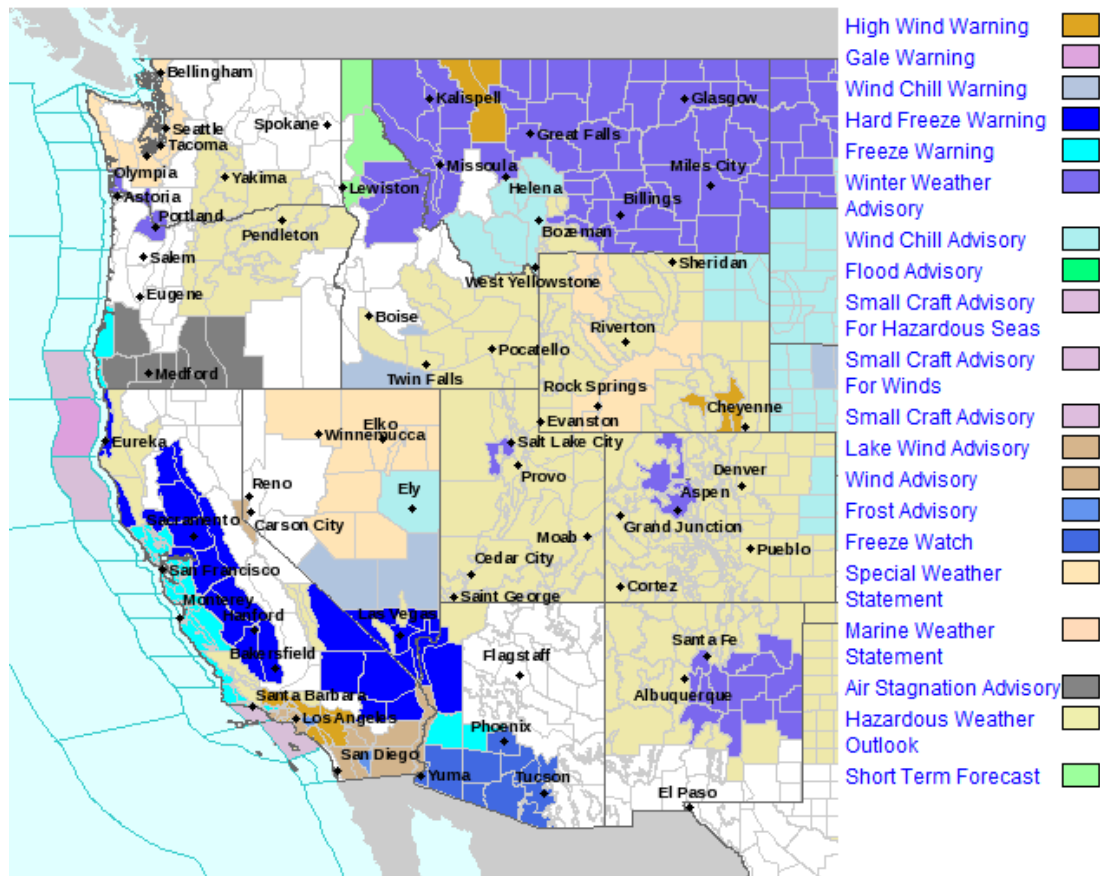 Bellingham
Seattle
Tacoma
Olympia
Spokane
Kalispell
Glasgow
Great Falls
Missoula
Helena
Miles City
Yakima
Lewiston
Astoria
Portland
Pendleton
Billings
Bozeman
Salem
West Yellowstone
Sheridan
Eugene
Boise
Riverton
Pocatello
Medford
Twin Falls
Rock Springs
Cheyenne
Eureka
Elko
Winnemucca
Evanston
Salt Lake City
Provo
Denver
Reno
Ely
Aspen
Sacramento
Carson City
Grand Junction
Moab
Pueblo
San Francisco
Cedar City
Cortez
Monterey
Saint George
Hanford
Las Vegas
Bakersfield
Flagstaff
Santa Fe
Albuquerque
Santa Barbara
Los Angeles
Phoenix
San Diego
Yuma
Tucson
El Paso
High Wind Warning
Gale Warning
Wind Chill Warning
Hard Freeze Warning
Freeze Warning
Winter Weather
Advisory
Wind Chill Advisory
Flood Advisory
Small Craft Advisory
For Hazardous Seas
Small Craft Advisory
For Winds
Small Craft Advisory
Lake Wind Advisory
Wind Advisory
Frost Advisory
Freeze Watch
Special Weather
Statement
Marine Weather
Statement
Air Stagnation Advisory
Hazardous Weather
Outlook
Short Term Forecast